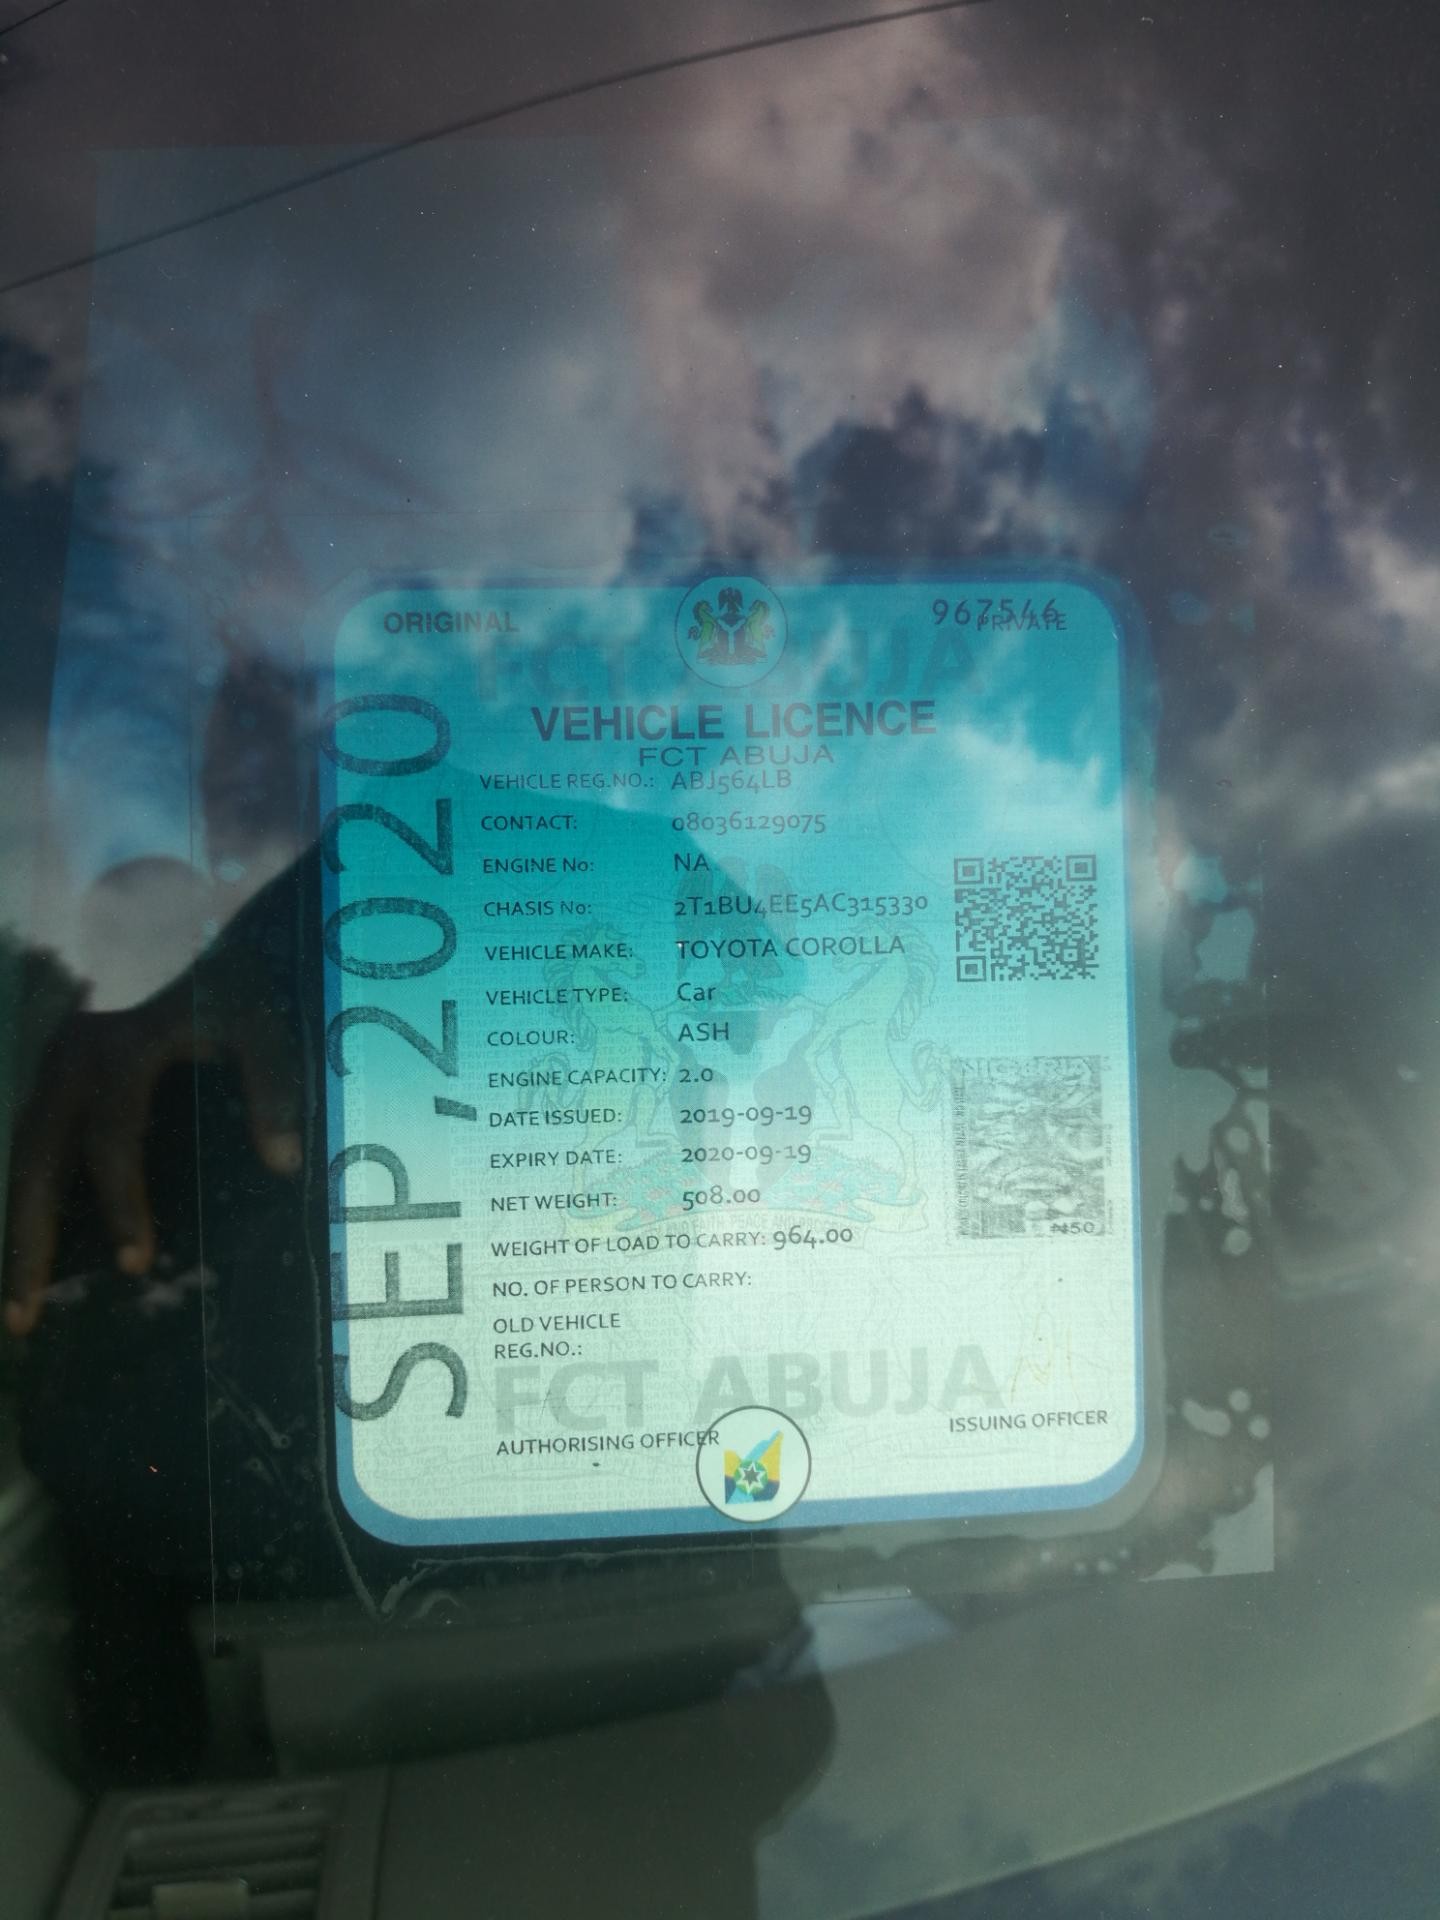 ORIGINAL
967546
PRIVATE
FCT ABUJA
VEHICLE LICENCE
FCT ABUJA
VEHICLE REG.NO.: ABJ564LB
CONTACT: 08036129075
ENGINE No: NA
CHASIS No: 2T1BU4EE5AC315330
VEHICLE MAKE: TOYOTA COROLLA
VEHICLE TYPE: Car
COLOUR: ASH
ENGINE CAPACITY: 2.0
DATE ISSUED: 2019-09-19
EXPIRY DATE: 2020-09-19
NET WEIGHT: 508.00
WEIGHT OF LOAD TO CARRY: 964.00
NO. OF PERSON TO CARRY:
OLD VEHICLE
REG.NO.:
FCT ABUJA
AUTHORISING OFFICER
ISSUING OFFICER
SEP,2020
NIGERIA
₦50